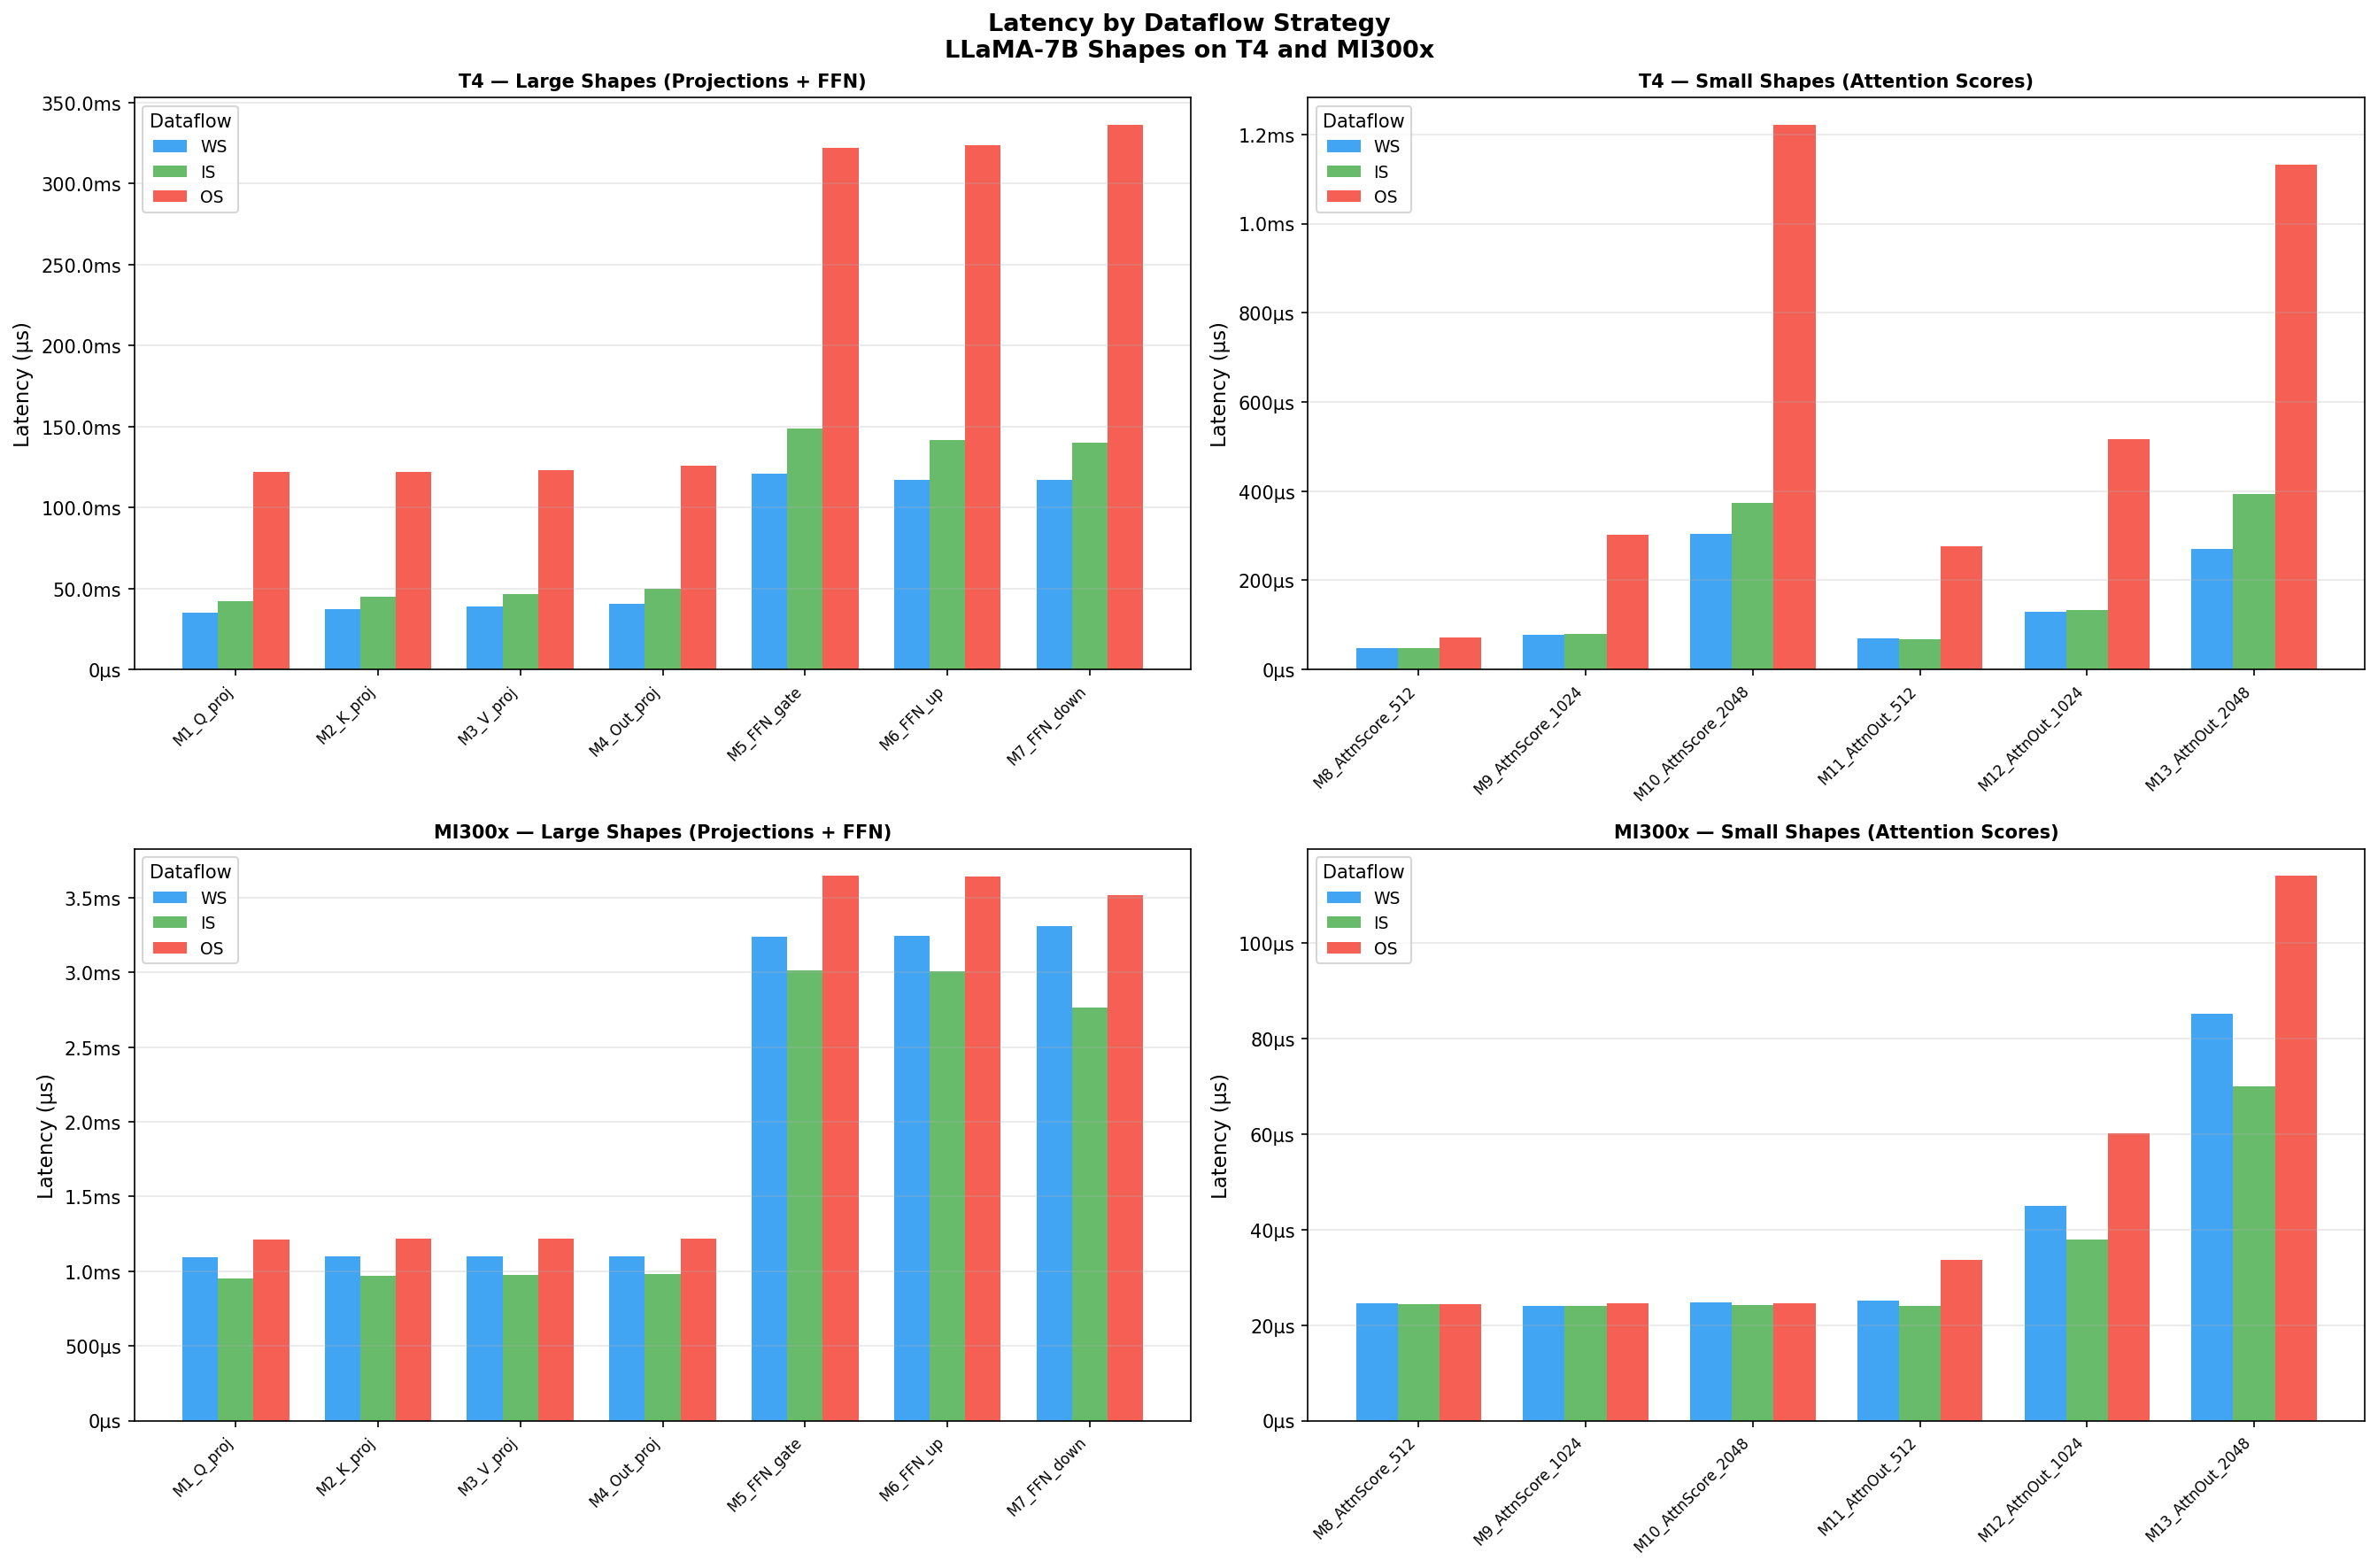 Latency by Dataflow Strategy
LLaMA-7B Shapes on T4 and MI300x
T4 — Large Shapes (Projections + FFN)
350.0ms
300.0ms
250.0ms
200.0ms
150.0ms
100.0ms
50.0ms
0µs
Latency (µs)
Dataflow
WS
IS
OS
M1_Q_proj
M2_K_proj
M3_V_proj
M4_Out_proj
M5_FFN_gate
M6_FFN_up
M7_FFN_down
T4 — Small Shapes (Attention Scores)
1.2ms
1.0ms
800µs
600µs
400µs
200µs
0µs
Latency (µs)
Dataflow
WS
IS
OS
M8_AttnScore_512
M9_AttnScore_1024
M10_AttnScore_2048
M11_AttnOut_512
M12_AttnOut_1024
M13_AttnOut_2048
MI300x — Large Shapes (Projections + FFN)
3.5ms
3.0ms
2.5ms
2.0ms
1.5ms
1.0ms
500µs
0µs
Latency (µs)
Dataflow
WS
IS
OS
M1_Q_proj
M2_K_proj
M3_V_proj
M4_Out_proj
M5_FFN_gate
M6_FFN_up
M7_FFN_down
MI300x — Small Shapes (Attention Scores)
100µs
80µs
60µs
40µs
20µs
0µs
Latency (µs)
Dataflow
WS
IS
OS
M8_AttnScore_512
M9_AttnScore_1024
M10_AttnScore_2048
M11_AttnOut_512
M12_AttnOut_1024
M13_AttnOut_2048